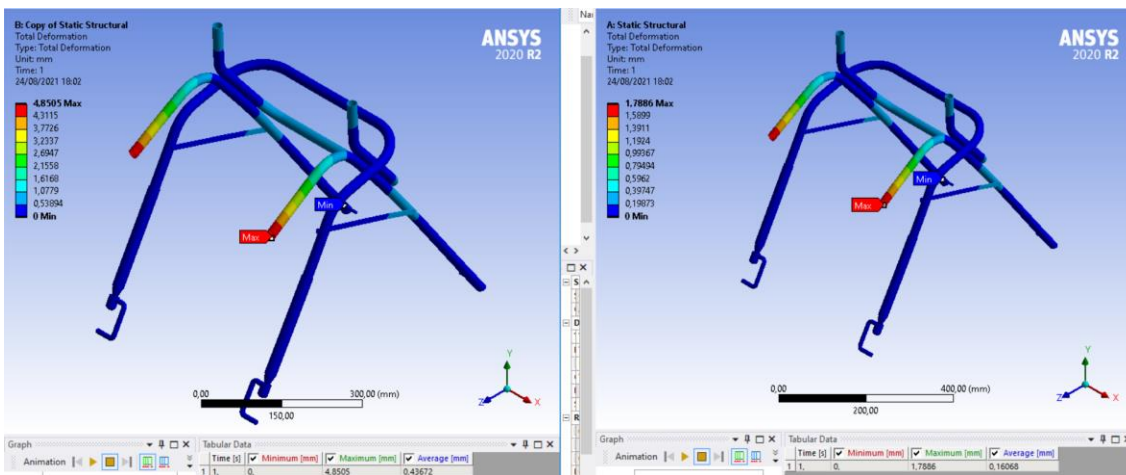 B: Copy of Static Structural
Total Deformation
Type: Total Deformation
Unit: mm
Time: 1
24/08/2021 18:02
4,8505 Max
4,3115
3,7726
3,2337
2,6947
2,1558
1,6168
1,0779
0,53894
0 Min
ANSYS
2020 R2
Min
Max
0,00
300,00 (mm)
150,00
Y
Z
X
Graph
Animation
Tabular Data
Time [s]
Minimum [mm]
Maximum [mm]
Average [mm]
1
1,
0,
4,8505
0,43672
A: Static Structural
Total Deformation
Type: Total Deformation
Unit: mm
Time: 1
24/08/2021 18:02
1,7886 Max
1,5899
1,3911
1,1924
0,99367
0,79494
0,5962
0,39747
0,19873
0 Min
ANSYS
2020 R2
Min
Max
0,00
400,00 (mm)
200,00
Y
Z
X
Graph
Animation
Tabular Data
Time [s]
Minimum [mm]
Maximum [mm]
Average [mm]
1
1,
0,
1,7886
0,16068